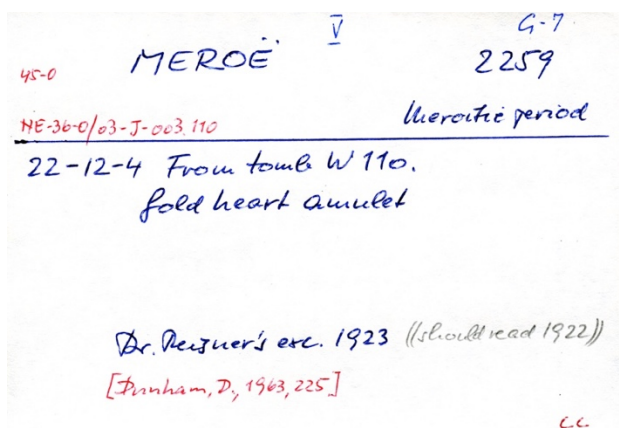 V
G-7
45-0 MEROË 2259
NE-36-0/03-J-003.110 Meroitic period
22-12-4 From tomb W 110.
Gold heart amulet
Dr. Reisner's exc. 1923 ((should read 1922))
[Dunham, D., 1963, 225]
cc